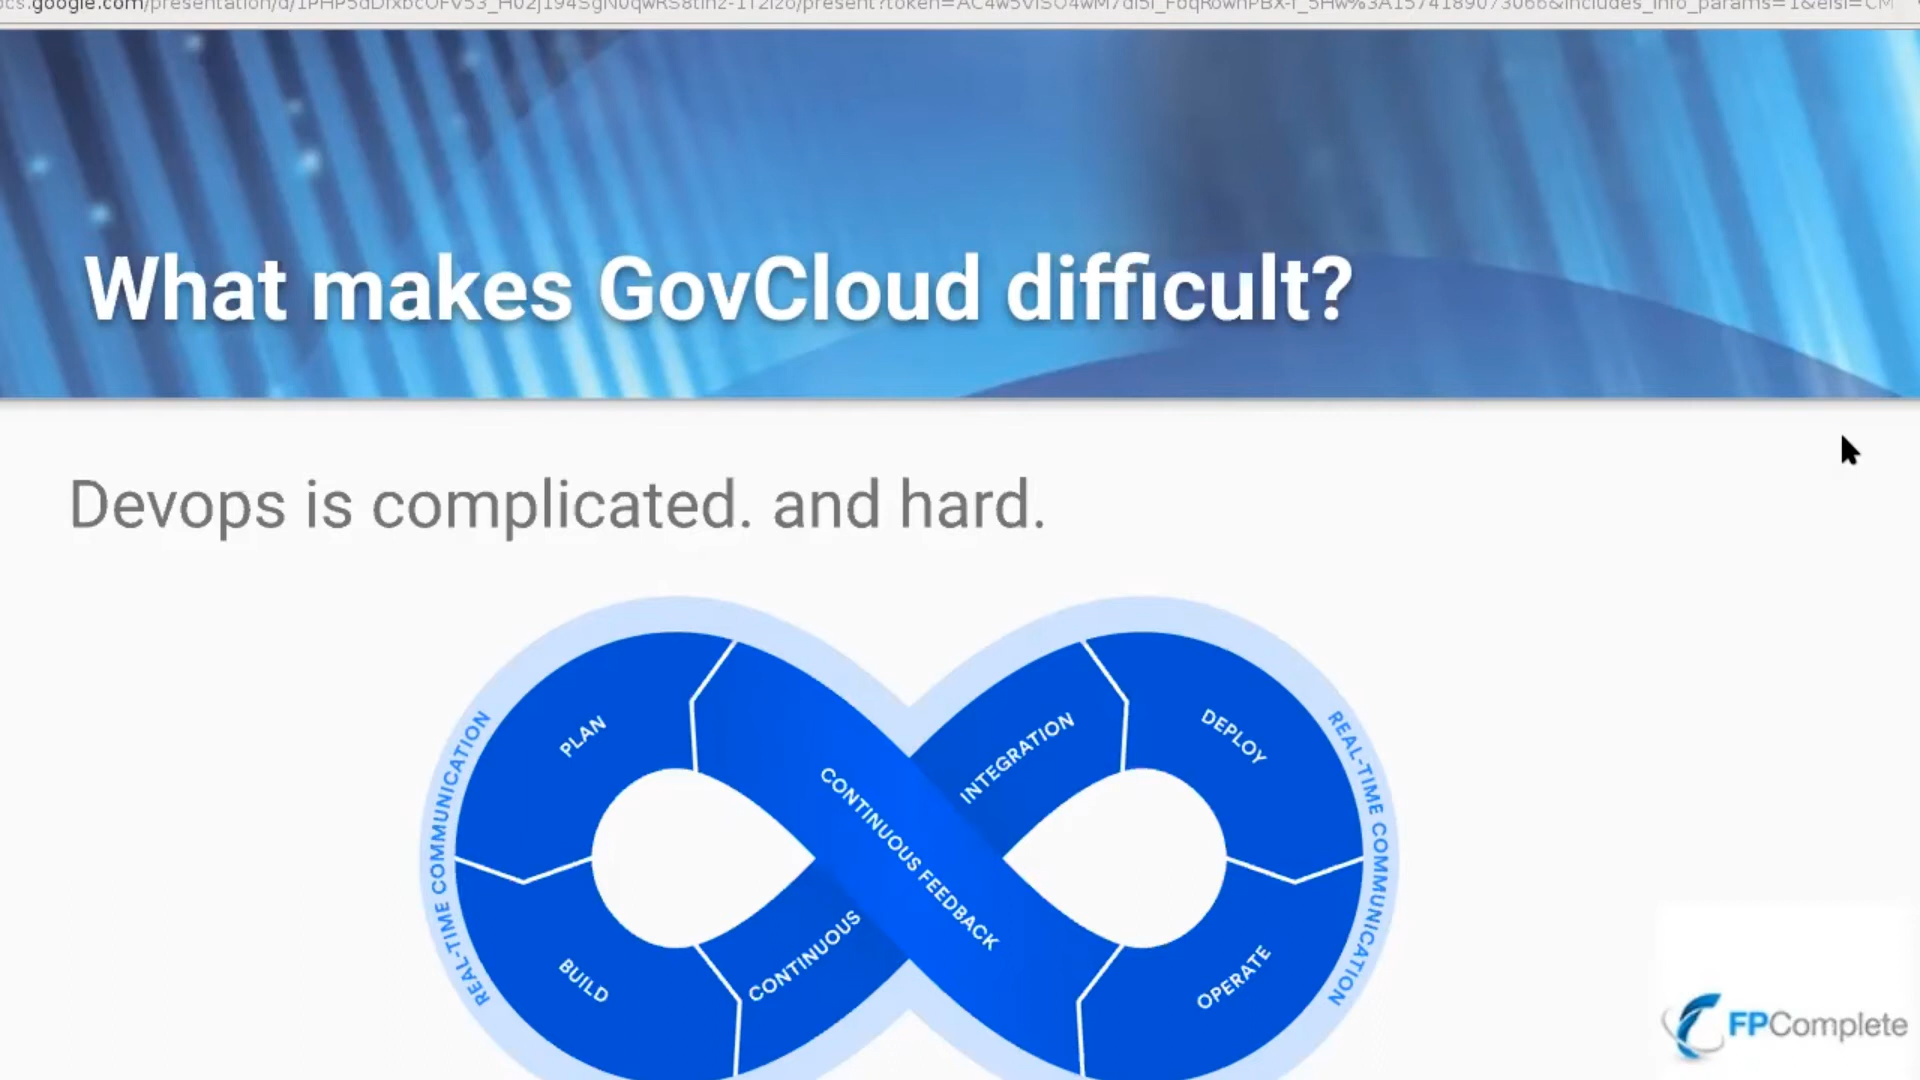 What makes GovCloud difficult?
Devops is complicated. and hard.
PLAN
BUILD
CONTINUOUS
INTEGRATION
DEPLOY
OPERATE
CONTINUOUS FEEDBACK
REAL-TIME COMMUNICATION
REAL-TIME COMMUNICATION
FPComplete